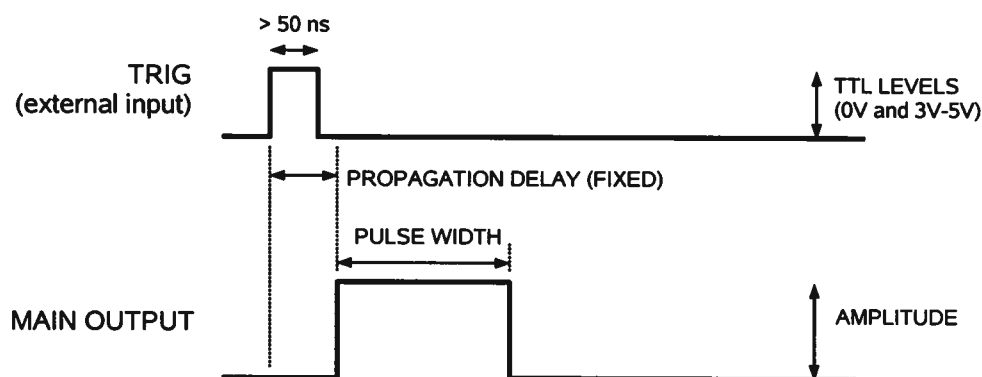 > 50 ns
TRIG
(external input)
TTL LEVELS
(0V and 3V-5V)
PROPAGATION DELAY (FIXED)
PULSE WIDTH
MAIN OUTPUT
AMPLITUDE